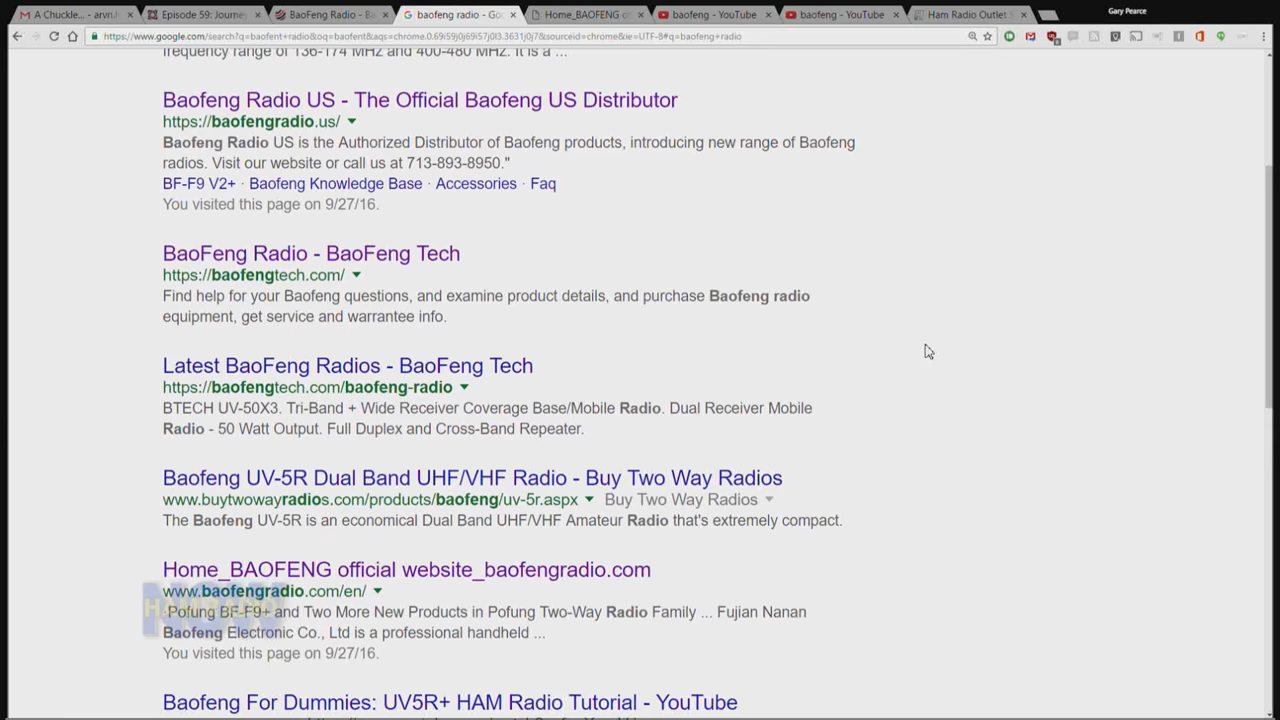 A Chuckle... - arvn.
Episode 59: Journe
BaoFeng Radio - Ba
baofeng radio - Go
Home_BAOFENG of
baofeng - YouTube
baofeng - YouTube
Ham Radio Outlet S
Gary Pearce
https://www.google.com/search?q=baofent+radio&oq=baofent&aqs=chrome.0.69i59j0j69i57j0l3.3631j0j7&sourceid=chrome&ie=UTF-8#q=baofeng+radio
frequency range of 136-174 MHz and 400-480 MHz. It is a ...
Baofeng Radio US - The Official Baofeng US Distributor
https://baofengradio.us/
Baofeng Radio US is the Authorized Distributor of Baofeng products, introducing new range of Baofeng
radios. Visit our website or call us at 713-893-8950."
BF-F9 V2+ · Baofeng Knowledge Base · Accessories · Faq
You visited this page on 9/27/16.
BaoFeng Radio - BaoFeng Tech
https://baofengtech.com/
Find help for your Baofeng questions, and examine product details, and purchase Baofeng radio
equipment, get service and warrantee info.
Latest BaoFeng Radios - BaoFeng Tech
https://baofengtech.com/baofeng-radio
BTECH UV-50X3. Tri-Band + Wide Receiver Coverage Base/Mobile Radio. Dual Receiver Mobile
Radio - 50 Watt Output. Full Duplex and Cross-Band Repeater.
Baofeng UV-5R Dual Band UHF/VHF Radio - Buy Two Way Radios
www.buytwowayradios.com/products/baofeng/uv-5r.aspx Buy Two Way Radios
The Baofeng UV-5R is an economical Dual Band UHF/VHF Amateur Radio that's extremely compact.
Home_BAOFENG official website_baofengradio.com
www.baofengradio.com/en/
Pofung BF-F9+ and Two More New Products in Pofung Two-Way Radio Family ... Fujian Nanan
Baofeng Electronic Co., Ltd is a professional handheld ...
NOW
You visited this page on 9/27/16.
Baofeng For Dummies: UV5R+ HAM Radio Tutorial - YouTube